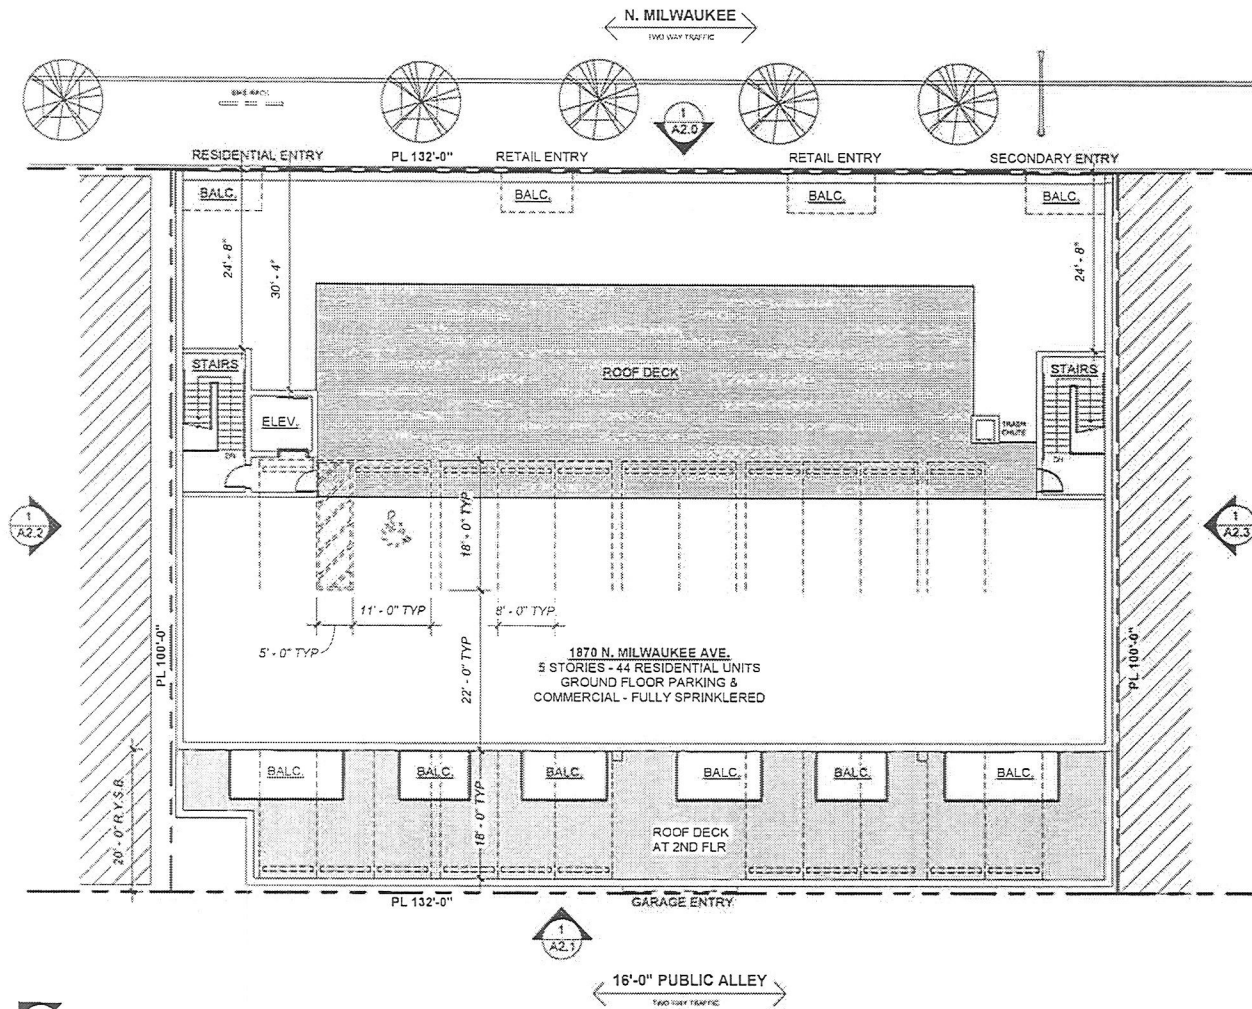 N. MILWAUKEE
TWO WAY TRAFFIC
BIKE RACK
1
A2.0
RESIDENTIAL ENTRY
PL 132'-0"
RETAIL ENTRY
RETAIL ENTRY
SECONDARY ENTRY
BALC.
BALC.
BALC.
BALC.
24' - 8"
30' - 4"
24' - 8"
STAIRS
ROOF DECK
STAIRS
ELEV.
TRASH
CHUTE
DN
DN
1
A2.2
18' - 0" TYP
1
A2.3
11' - 0" TYP
8' - 0" TYP
5' - 0" TYP
PL 100'-0"
1870 N. MILWAUKEE AVE.
5 STORIES - 44 RESIDENTIAL UNITS
GROUND FLOOR PARKING &
COMMERCIAL - FULLY SPRINKLERED
22' - 0" TYP
PL 100'-0"
BALC.
BALC.
BALC.
BALC.
BALC.
BALC.
20' - 0" R.Y.S.B.
18' - 0" TYP
ROOF DECK
AT 2ND FLR
PL 132'-0"
GARAGE ENTRY
1
A2.1
16'-0" PUBLIC ALLEY
TWO WAY TRAFFIC